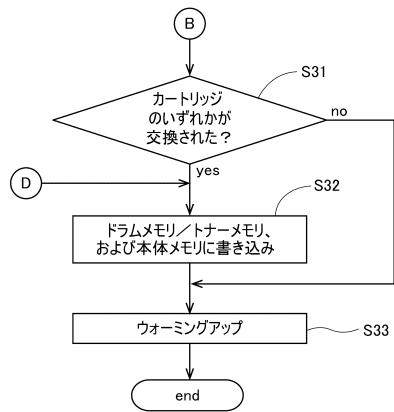 B
S31
カートリッジ
のいずれかが
交換された？
no
yes
D
S32
ドラムメモリ／トナーメモリ、
および本体メモリに書き込み
ウォーミングアップ
S33
end